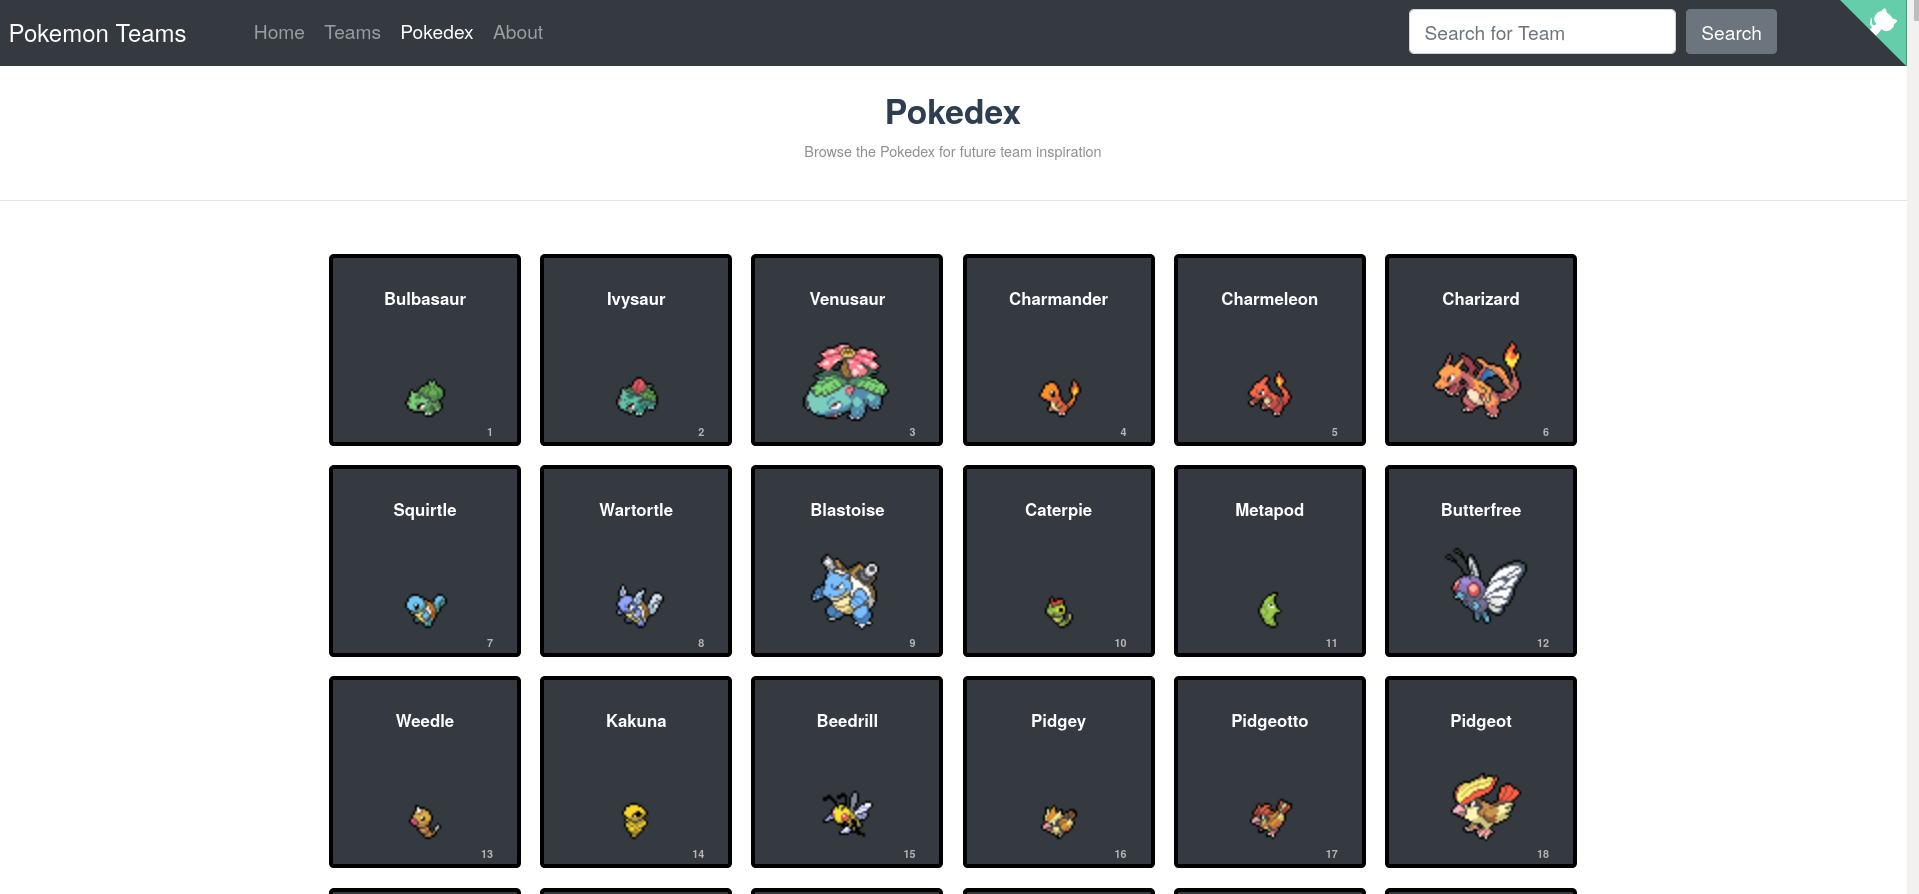 Pokemon Teams Home Teams Pokedex About Search for Team Search
Pokedex
Browse the Pokedex for future team inspiration
Bulbasaur Ivysaur Venusaur Charmander Charmeleon Charizard
1 2 3 4 5 6
Squirtle Wartortle Blastoise Caterpie Metapod Butterfree
7 8 9 10 11 12
Weedle Kakuna Beedrill Pidgey Pidgeotto Pidgeot
13 14 15 16 17 18